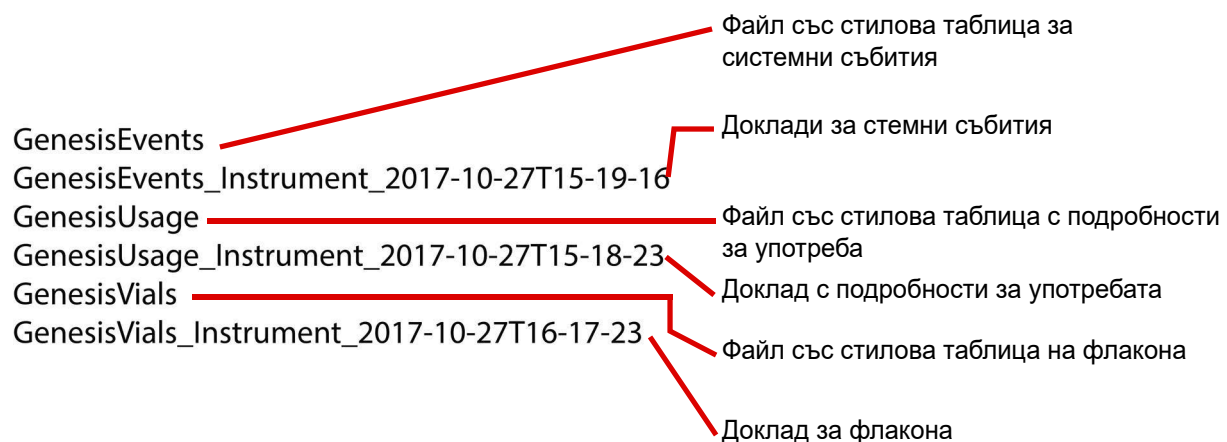 Файл със стилова таблица за
системни събития
GenesisEvents
Доклади за стемни събития
GenesisEvents_Instrument_2017-10-27T15-19-16
GenesisUsage
Файл със стилова таблица с подробности
за употреба
GenesisUsage_Instrument_2017-10-27T15-18-23
Доклад с подробности за употребата
GenesisVials
GenesisVials_Instrument_2017-10-27T16-17-23
Файл със стилова таблица на флакона
Доклад за флакона